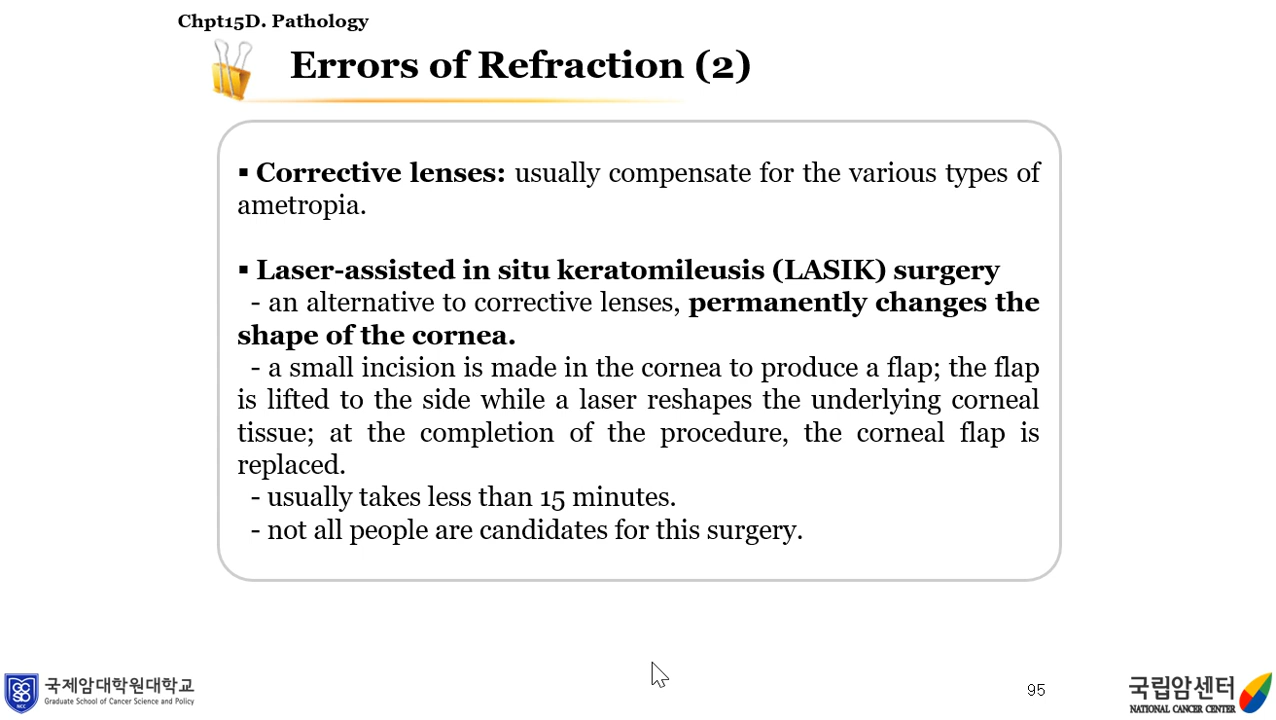 Chpt15D. Pathology
Errors of Refraction (2)
▪ Corrective lenses: usually compensate for the various types of
ametropia.
▪ Laser-assisted in situ keratomileusis (LASIK) surgery
- an alternative to corrective lenses, permanently changes the
shape of the cornea.
- a small incision is made in the cornea to produce a flap; the flap
is lifted to the side while a laser reshapes the underlying corneal
tissue; at the completion of the procedure, the corneal flap is
replaced.
- usually takes less than 15 minutes.
- not all people are candidates for this surgery.
국제암대학원대학교
Graduate School of Cancer Science and Policy
NCC
95
국립암센터
NATIONAL CANCER CENTER